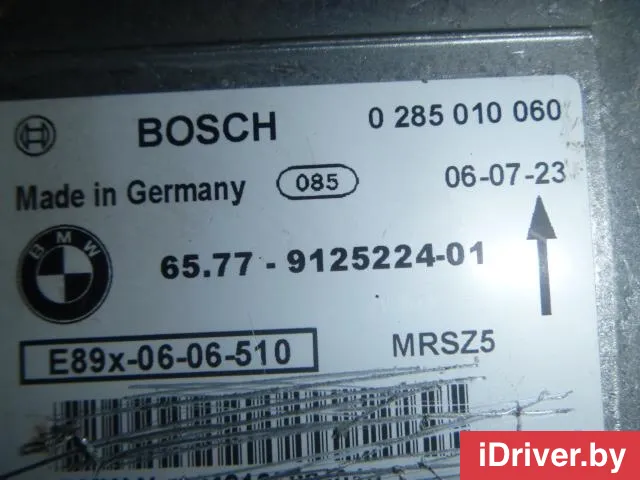 BOSCH 0 285 010 060
Made in Germany 085 06-07-23
BMW 65.77 - 9125224-01
E89x-06-06-510 MRSZ5
iDriver.by